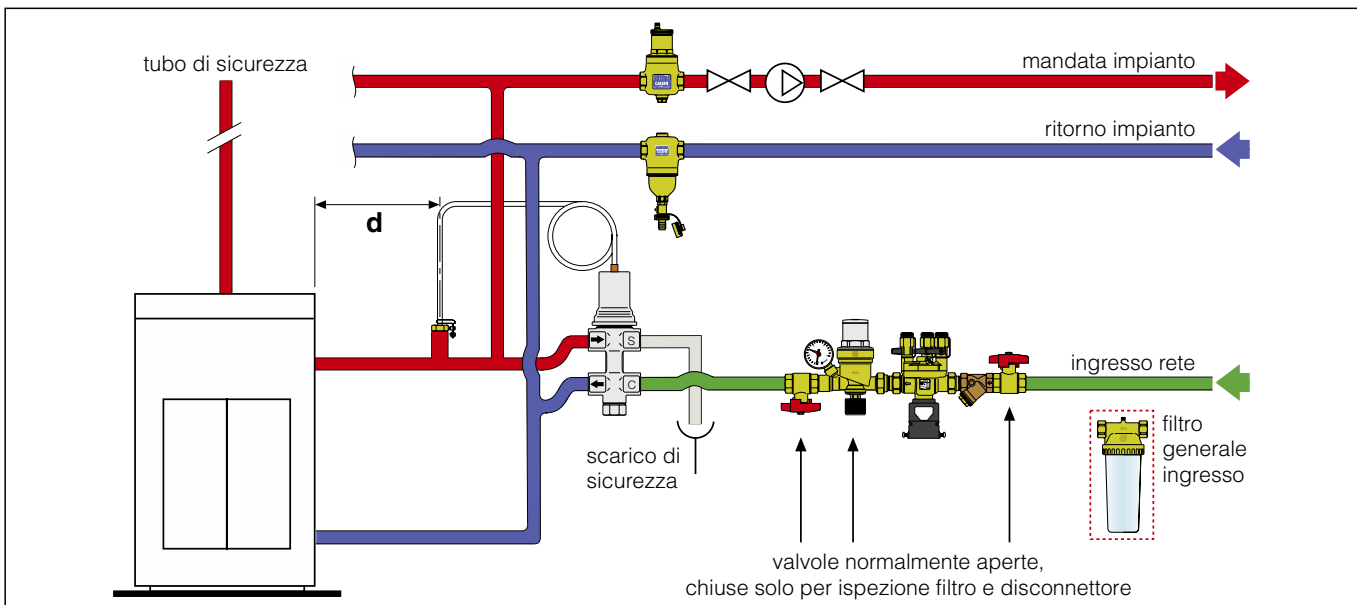 tubo di sicurezza
mandata impianto
CALEFFI
ritorno impianto
d
S
C
ingresso rete
scarico di
sicurezza
filtro
generale
ingresso
valvole normalmente aperte,
chiuse solo per ispezione filtro e disconnettore